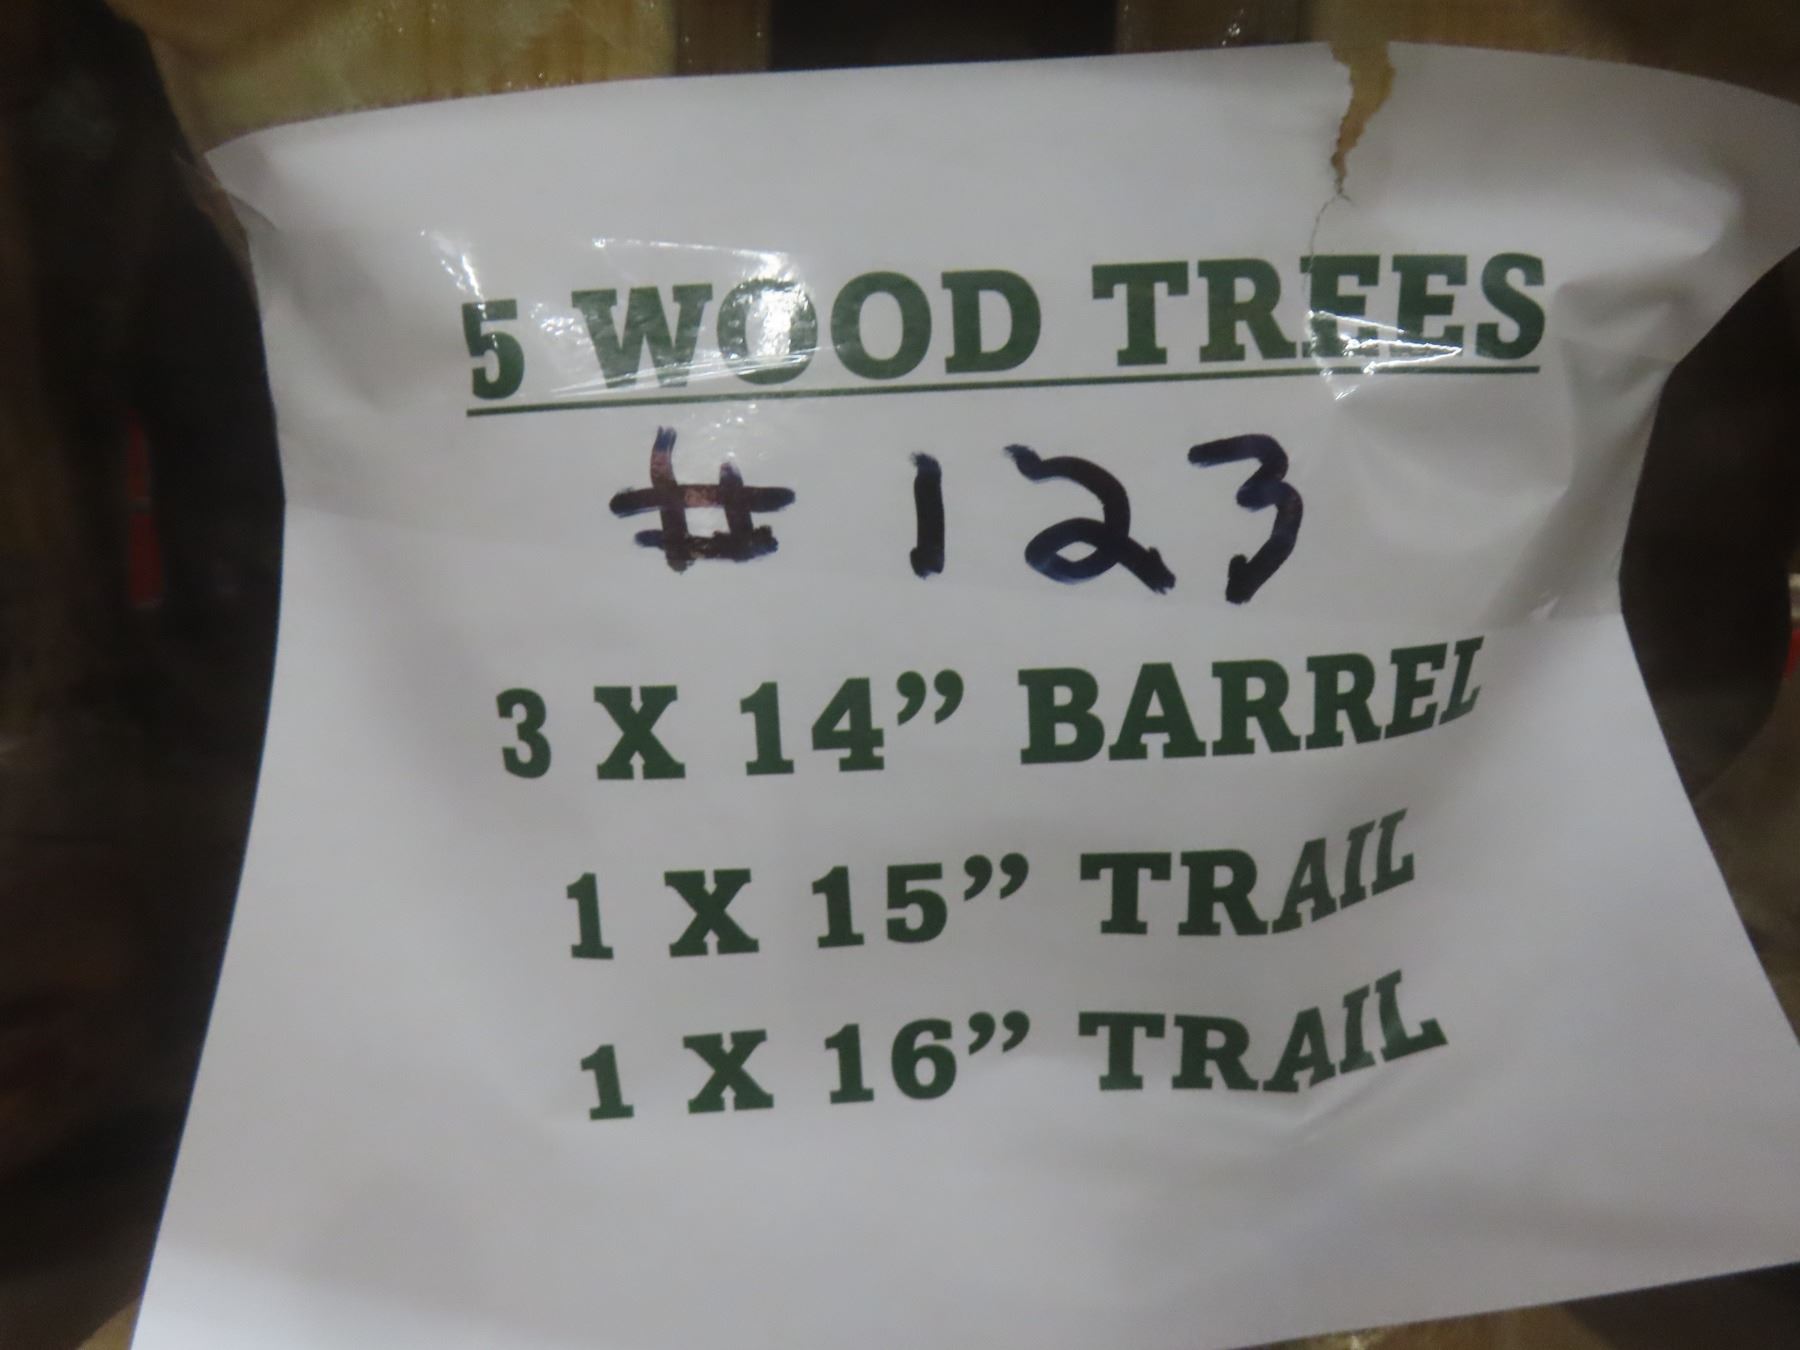 5 WOOD TREES
# 123
3 X 14” BARREL
1 X 15” TRAIL
1 X 16” TRAIL